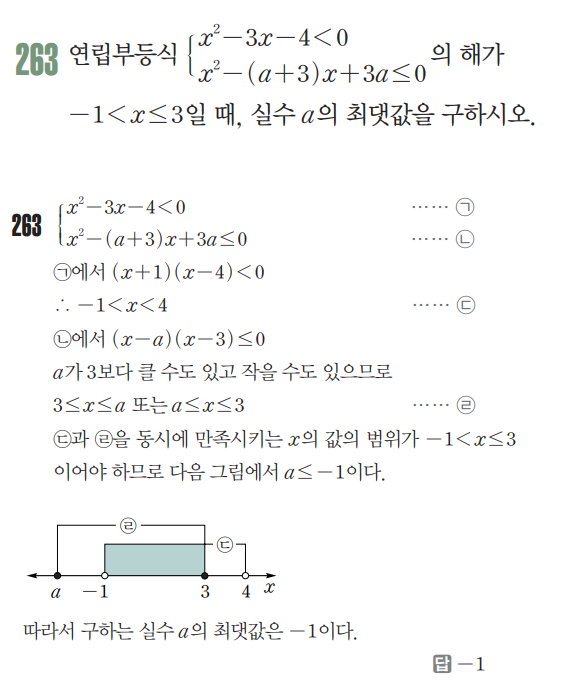 263 연립부등식 { x²-3x-4<0
x²-(a+3)x+3a≤0 의 해가
-1<x≤3일 때, 실수 a의 최댓값을 구하시오.
263 { x²-3x-4<0 …… ㉠
x²-(a+3)x+3a≤0 …… ㉡
㉠에서 (x+1)(x-4)<0
∴ -1<x<4 …… ㉢
㉡에서 (x-a)(x-3)≤0
a가 3보다 클 수도 있고 작을 수도 있으므로
3≤x≤a 또는 a≤x≤3 …… ㉣
㉢과 ㉣을 동시에 만족시키는 x의 값의 범위가 -1<x≤3
이어야 하므로 다음 그림에서 a≤-1이다.
㉣
㉢
a -1 3 4 x
따라서 구하는 실수 a의 최댓값은 -1이다.
답 -1